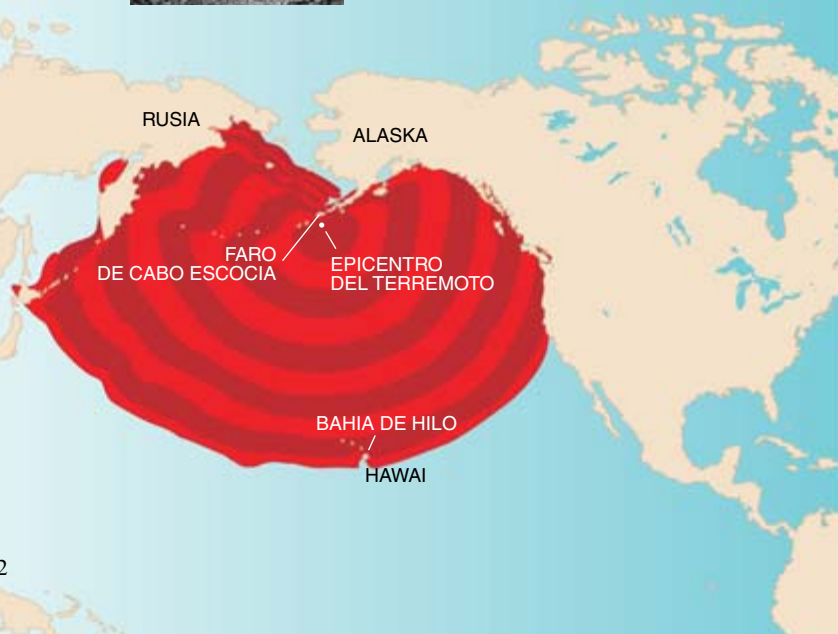 RUSIA
ALASKA
FARO
DE CABO ESCOCIA
EPICENTRO
DEL TERREMOTO
BAHIA DE HILO
HAWAI
2